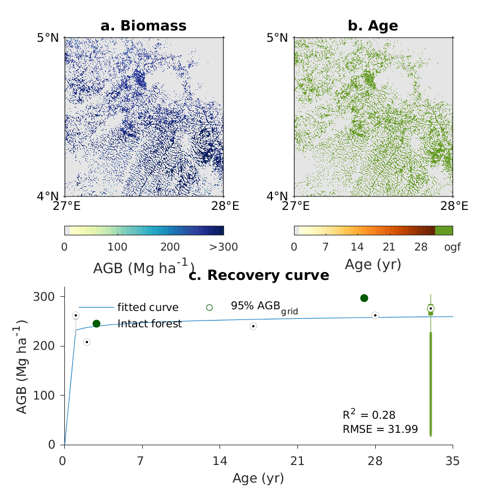 a. Biomass
b. Age
5°N
4°N
27°E
28°E
5°N
4°N
27°E
28°E
0 100 200 >300
AGB (Mg ha-1)
0 7 14 21 28 ogf
Age (yr)
c. Recovery curve
300
200
100
0
AGB (Mg ha-1)
fitted curve
95% AGBgrid
Intact forest
R2 = 0.28
RMSE = 31.99
0 7 14 21 28 35
Age (yr)